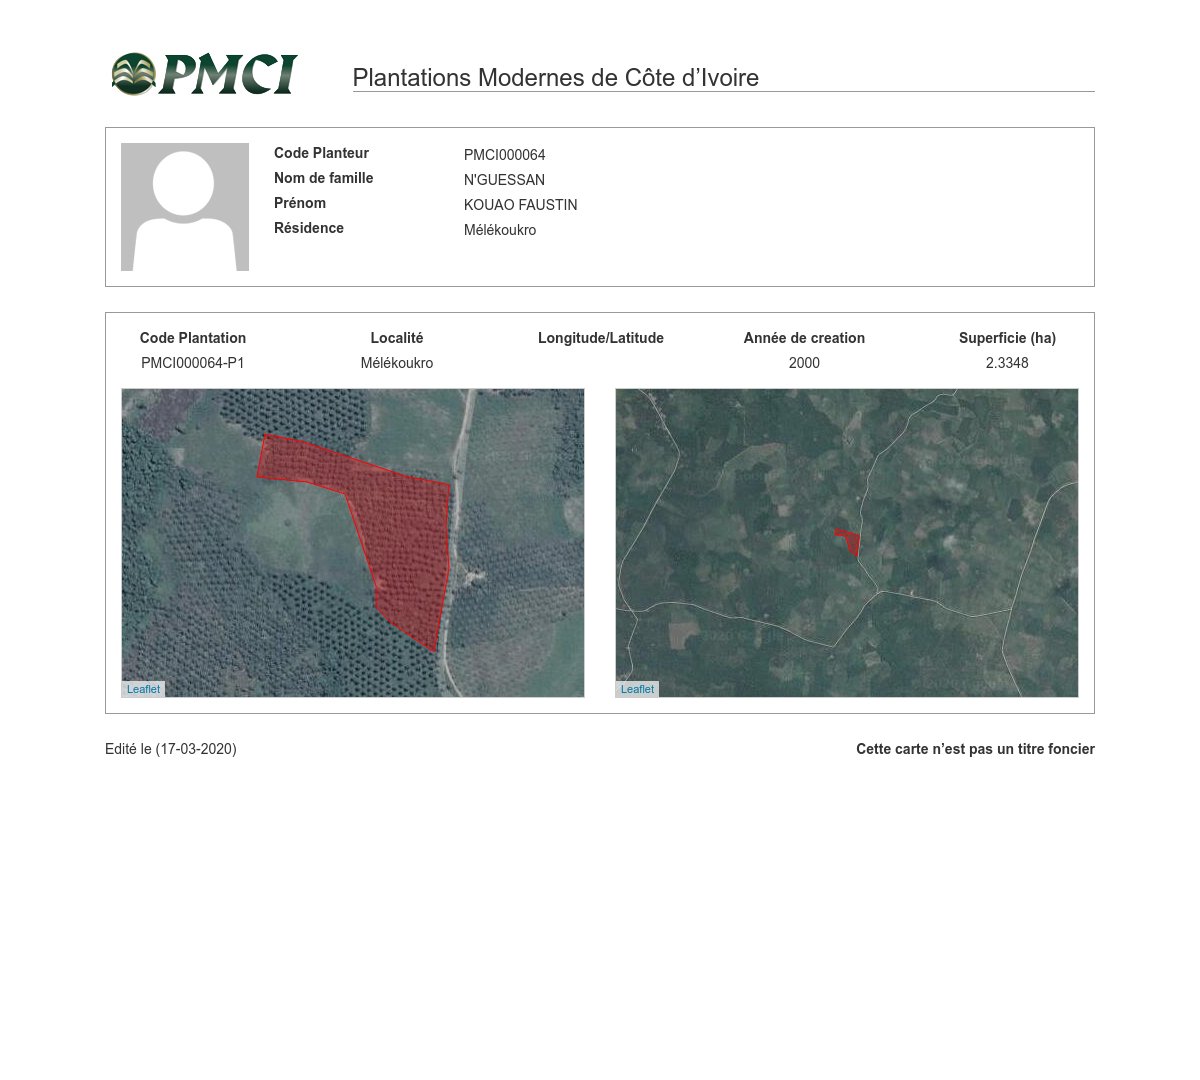 PMCI
Plantations Modernes de Côte d’Ivoire
Code Planteur PMCI000064
Nom de famille N'GUESSAN
Prénom KOUAO FAUSTIN
Résidence Mélékoukro
Code Plantation Localité Longitude/Latitude Année de creation Superficie (ha)
PMCI000064-P1 Mélékoukro 2000 2.3348
Leaflet Leaflet
Edité le (17-03-2020) Cette carte n’est pas un titre foncier